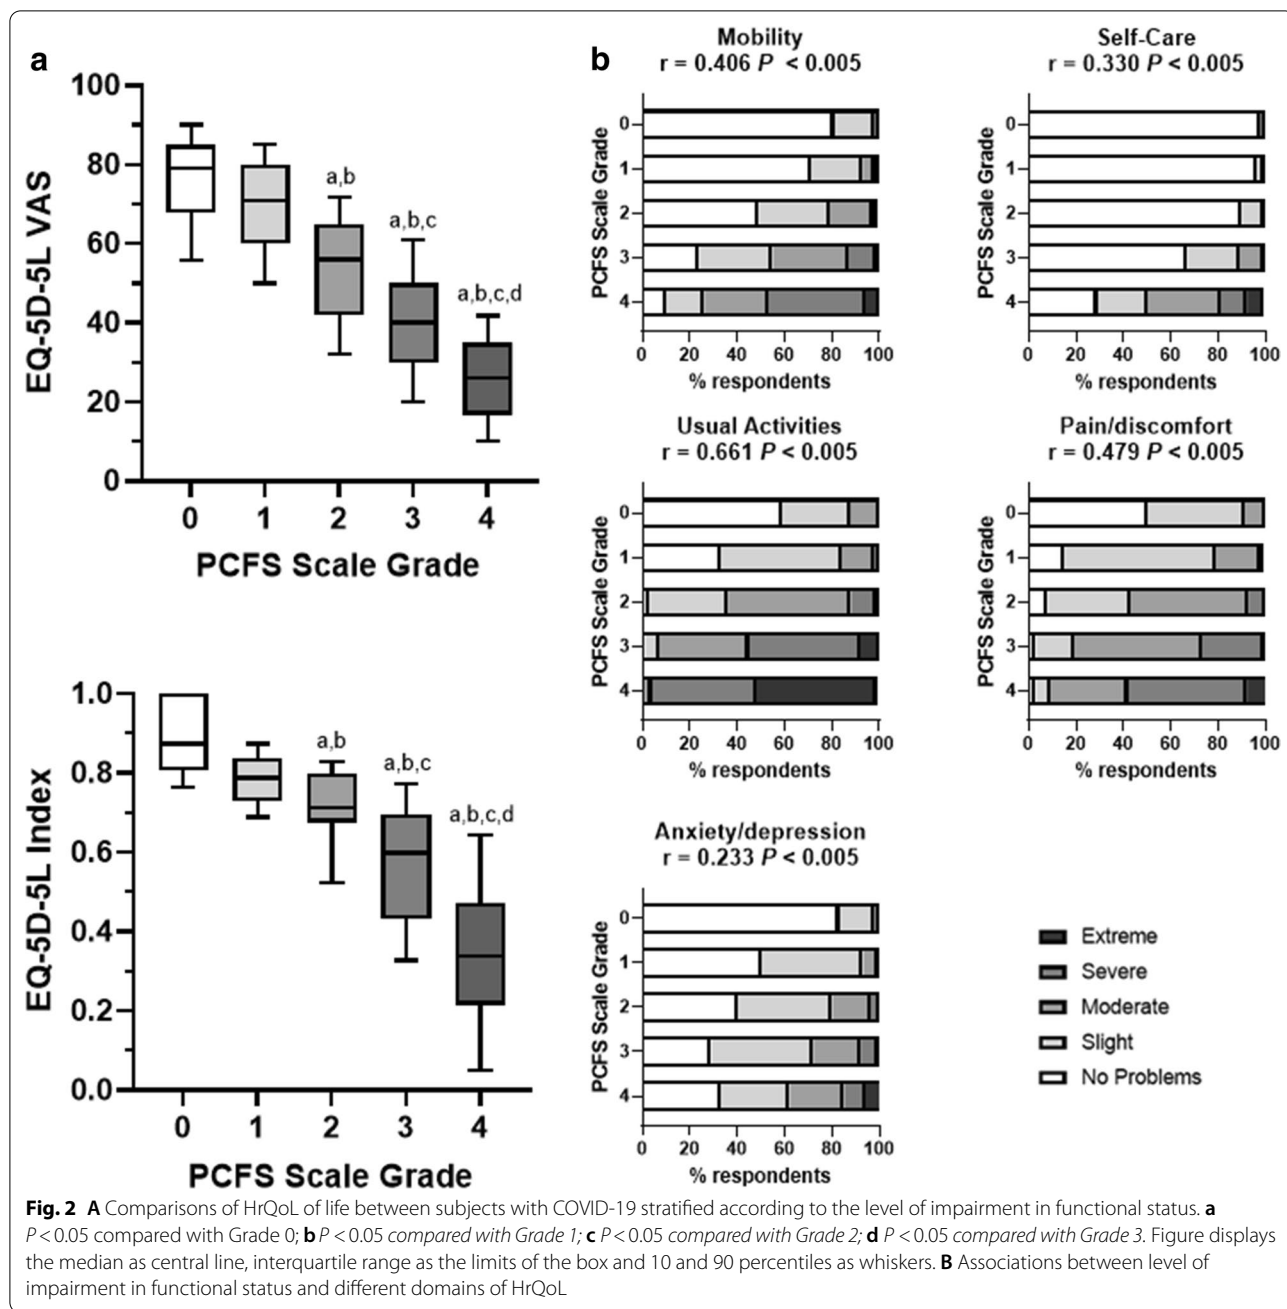 a
100
80
60
40
20
0
EQ-5D-5L VAS
a,b
a,b,c
a,b,c,d
0 1 2 3 4
PCFS Scale Grade
1.0
0.8
0.6
0.4
0.2
0.0
EQ-5D-5L Index
a,b
a,b,c
a,b,c,d
0 1 2 3 4
PCFS Scale Grade
b
Mobility
r = 0.406 P < 0.005
PCFS Scale Grade
0
1
2
3
4
0 20 40 60 80 100
% respondents
Self-Care
r = 0.330 P < 0.005
PCFS Scale Grade
0
1
2
3
4
0 20 40 60 80 100
% respondents
Usual Activities
r = 0.661 P < 0.005
PCFS Scale Grade
0
1
2
3
4
0 20 40 60 80 100
% respondents
Pain/discomfort
r = 0.479 P < 0.005
PCFS Scale Grade
0
1
2
3
4
0 20 40 60 80 100
% respondents
Anxiety/depression
r = 0.233 P < 0.005
PCFS Scale Grade
0
1
2
3
4
0 20 40 60 80 100
% respondents
Extreme
Severe
Moderate
Slight
No Problems
Fig. 2 A Comparisons of HrQoL of life between subjects with COVID-19 stratified according to the level of impairment in functional status. a
P < 0.05 compared with Grade 0; b P < 0.05 compared with Grade 1; c P < 0.05 compared with Grade 2; d P < 0.05 compared with Grade 3. Figure displays
the median as central line, interquartile range as the limits of the box and 10 and 90 percentiles as whiskers. B Associations between level of
impairment in functional status and different domains of HrQoL